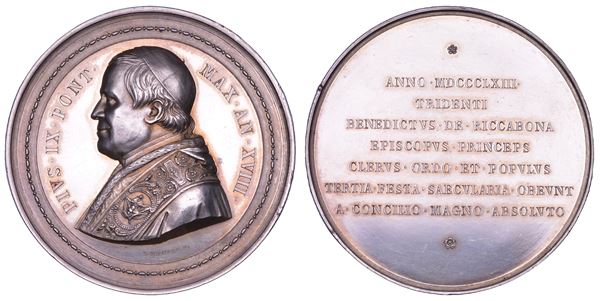 PIVS · IX · PONT · MAX · AN · XVIII ·
ANNO · MDCCCLXIII
TRIDENTI
BENEDICTVS · DE · RICCABONA
EPISCOPVS · PRINCEPS
CLERVS · ORDO · ET · POPVLVS
TERTIA · FESTA · SAECVLARIA · OBEVNT
A · CONCILIO · MAGNO · ABSOLVTO